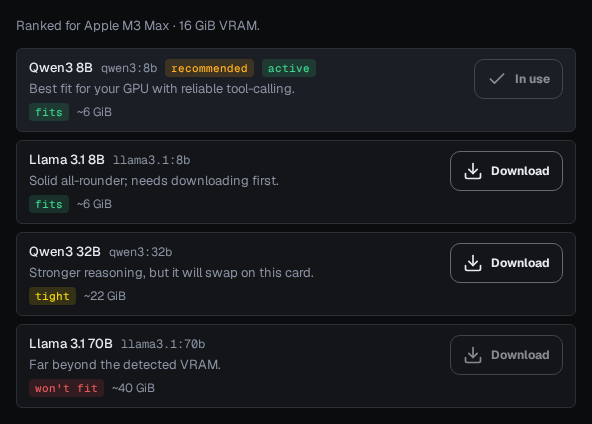 Ranked for Apple M3 Max · 16 GiB VRAM.
Qwen3 8B qwen3:8b recommended active
In use
Best fit for your GPU with reliable tool-calling.
fits ~6 GiB
Llama 3.1 8B llama3.1:8b
Download
Solid all-rounder; needs downloading first.
fits ~6 GiB
Qwen3 32B qwen3:32b
Download
Stronger reasoning, but it will swap on this card.
tight ~22 GiB
Llama 3.1 70B llama3.1:70b
Download
Far beyond the detected VRAM.
won't fit ~40 GiB